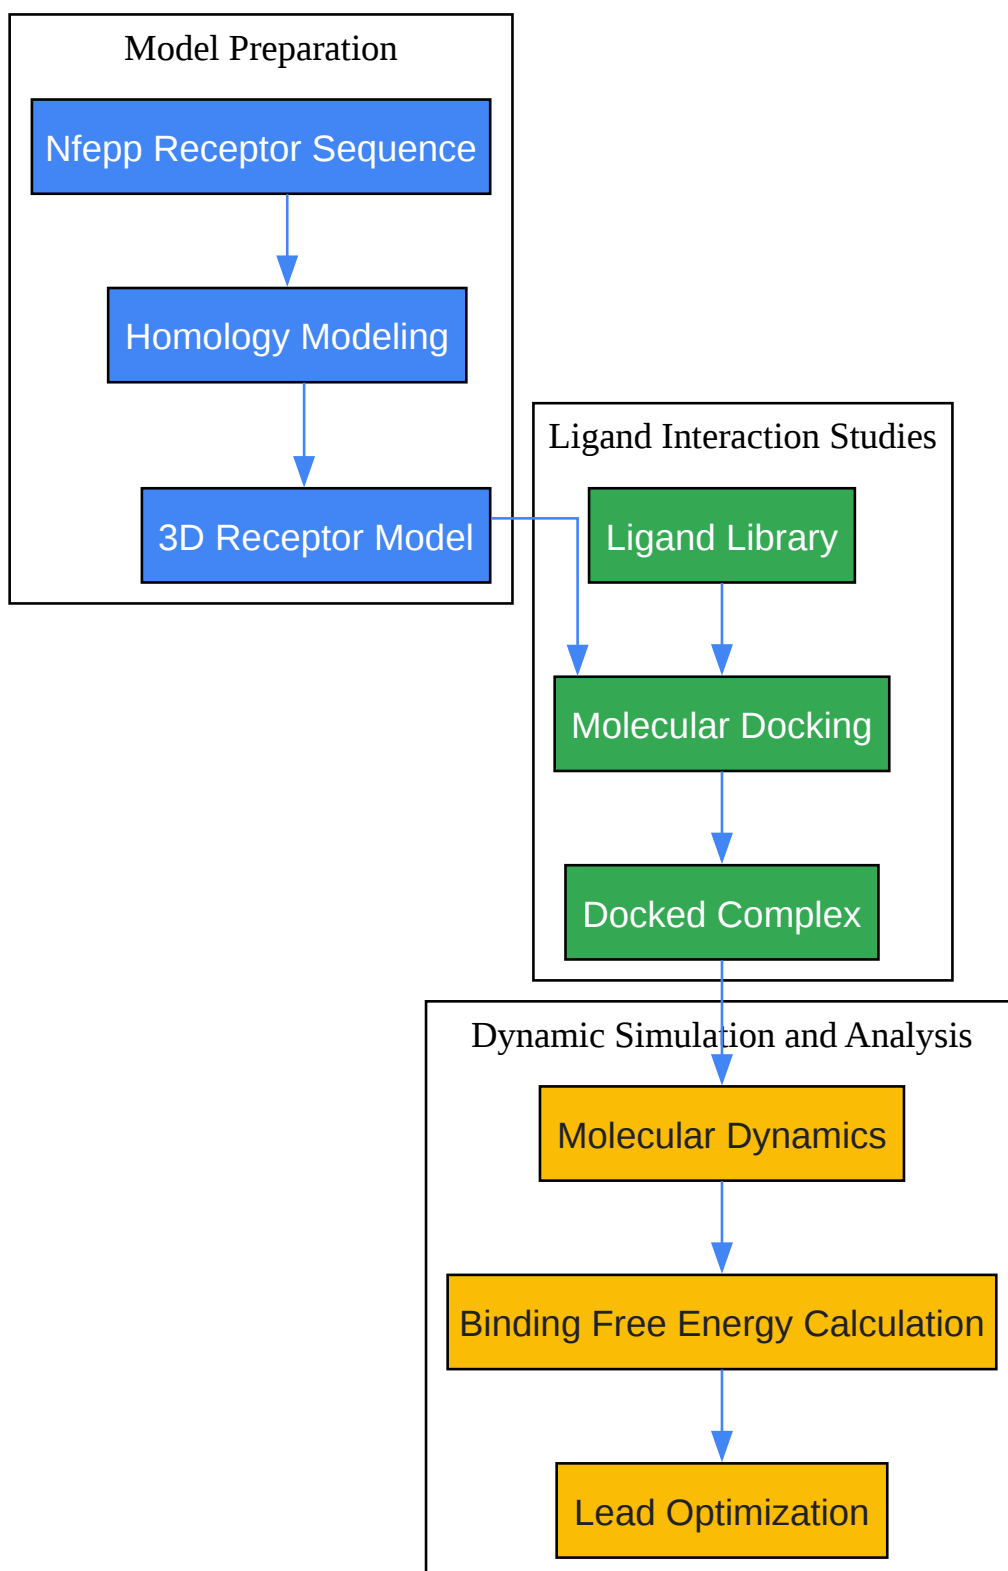 Model Preparation
Nfepp Receptor Sequence
Homology Modeling
3D Receptor Model
Ligand Interaction Studies
Ligand Library
Molecular Docking
Docked Complex
Dynamic Simulation and Analysis
Molecular Dynamics
Binding Free Energy Calculation
Lead Optimization